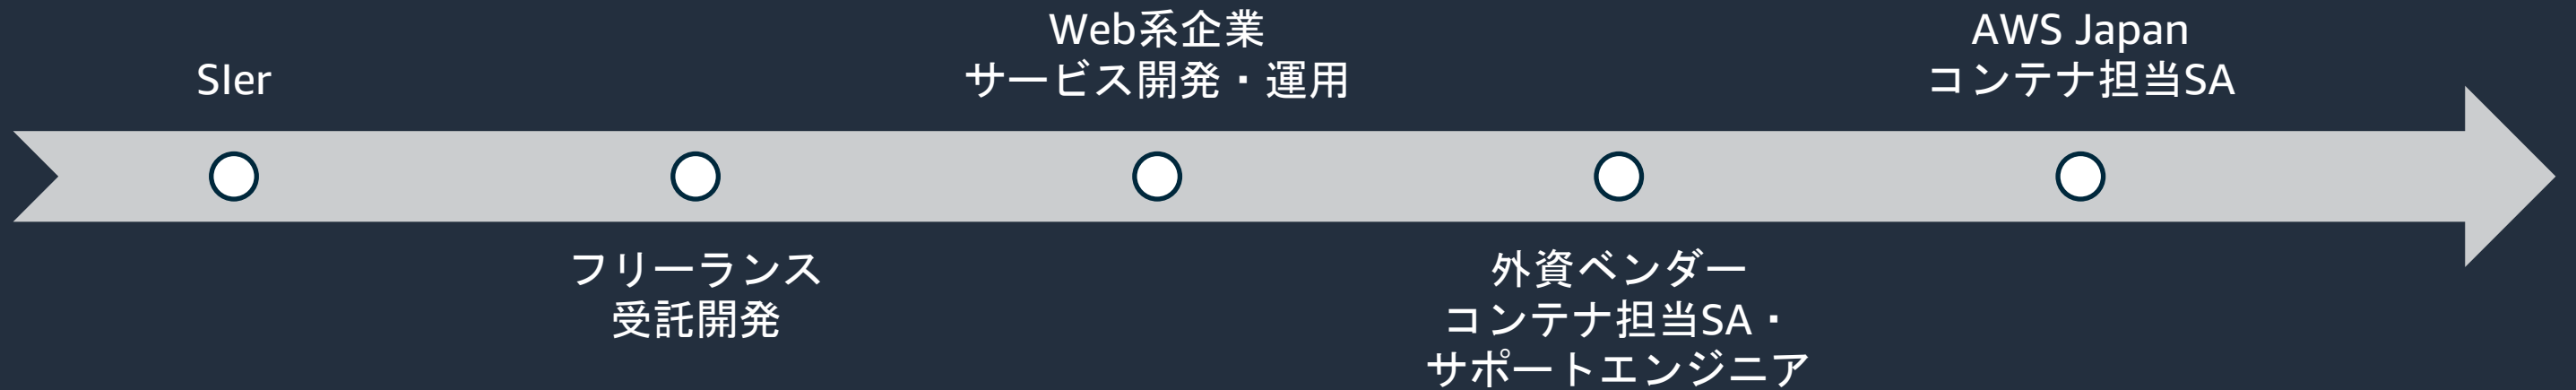 SIer
フリーランス
受託開発
Web系企業
サービス開発・運用
外資ベンダー
コンテナ担当SA・
サポートエンジニア
AWS Japan
コンテナ担当SA